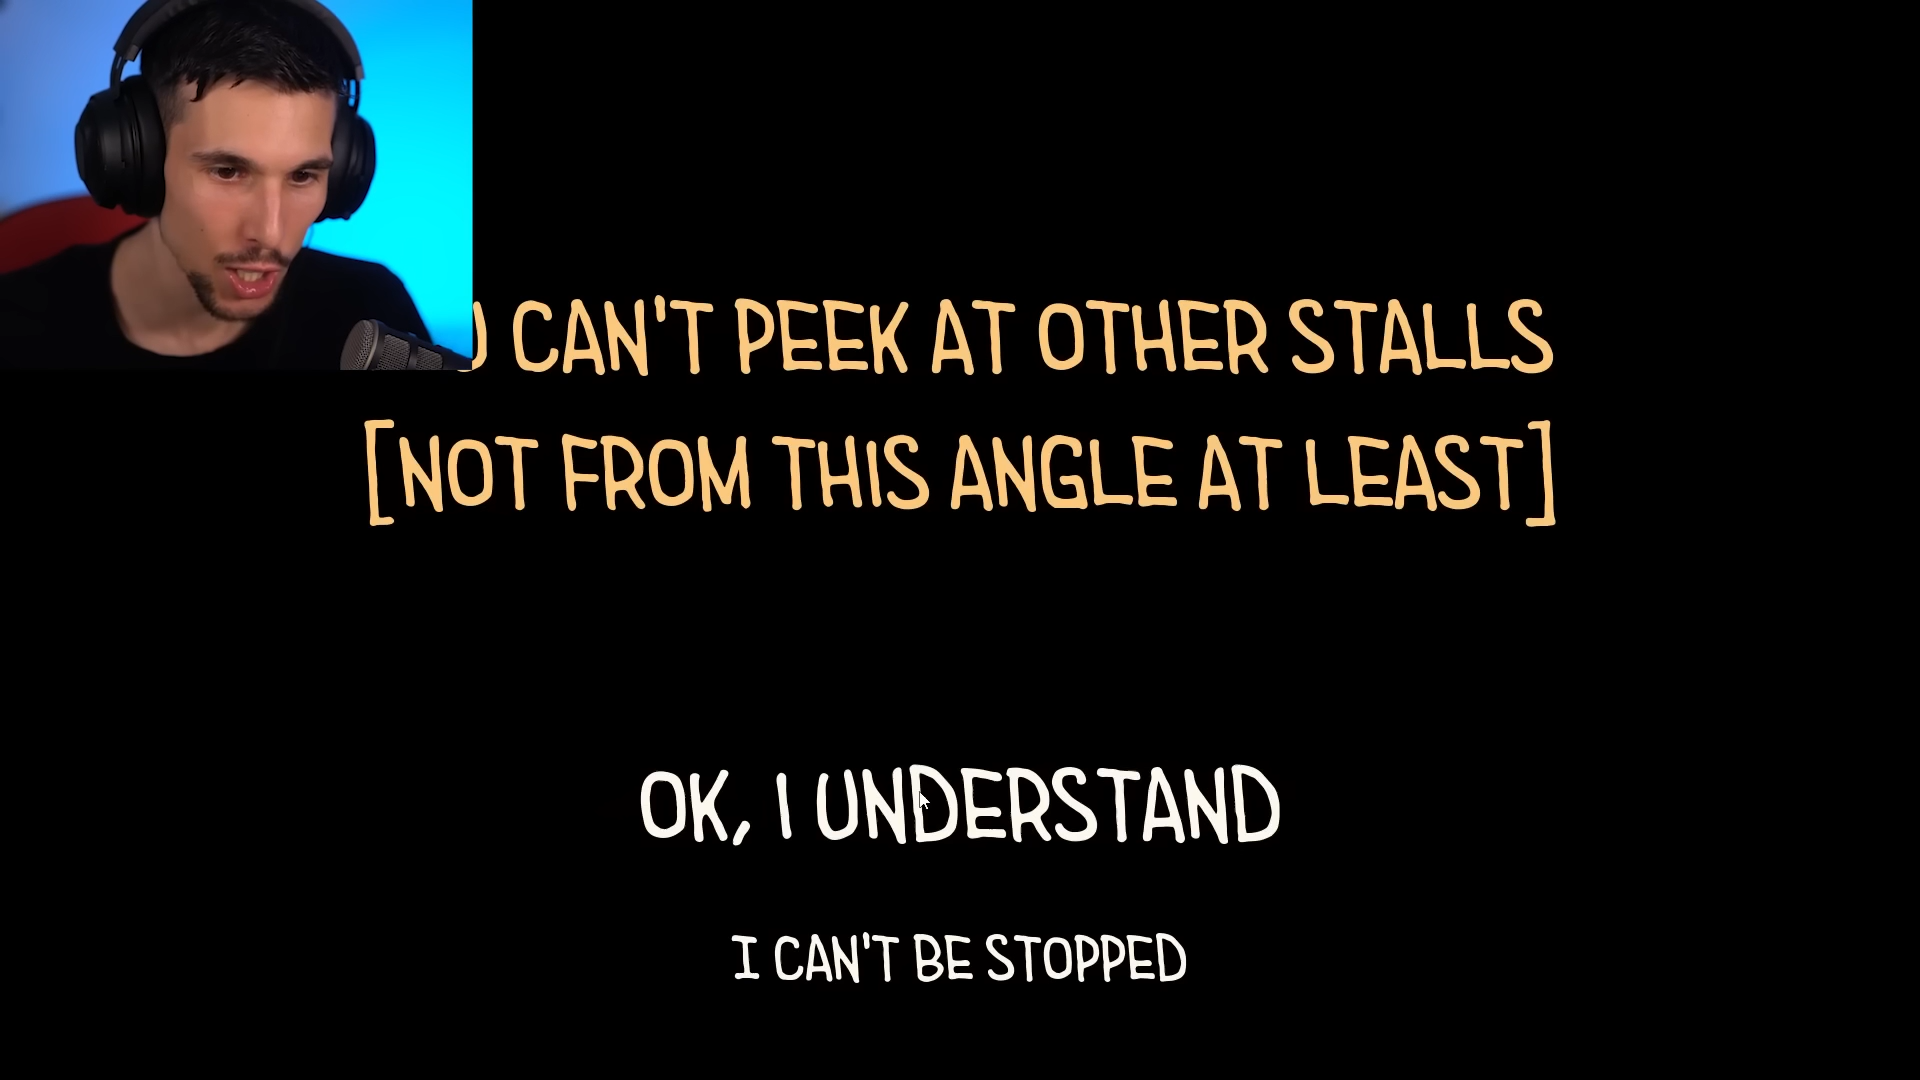 CAN'T PEEK AT OTHER STALLS
[NOT FROM THIS ANGLE AT LEAST]
OK, I UNDERSTAND
I CAN'T BE STOPPED